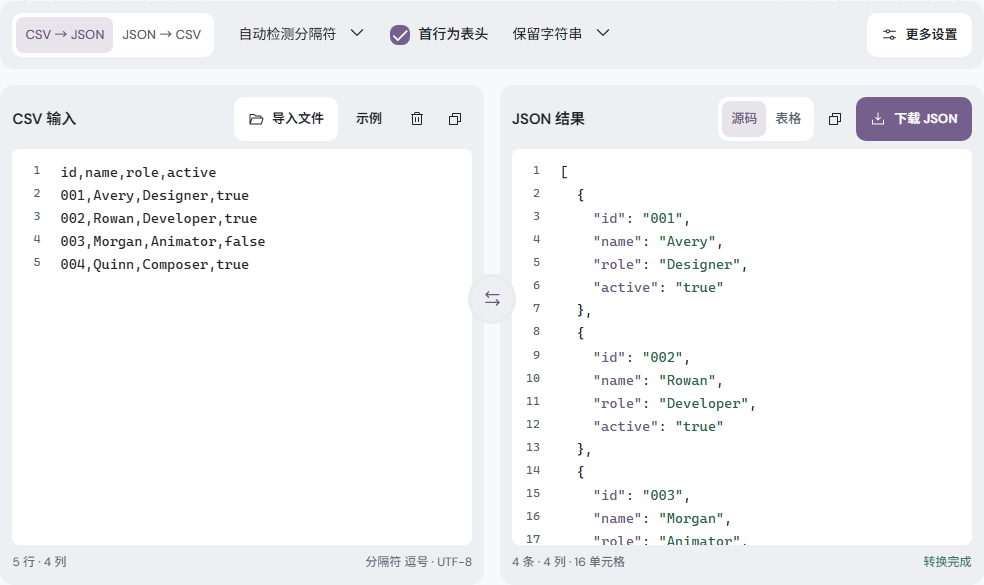 CSV → JSON JSON → CSV 自动检测分隔符 首行为表头 保留字符串 更多设置
CSV 输入 导入文件 示例
1 id,name,role,active
2 001,Avery,Designer,true
3 002,Rowan,Developer,true
4 003,Morgan,Animator,false
5 004,Quinn,Composer,true
5 行 · 4 列 分隔符 逗号 · UTF-8
JSON 结果 源码 表格 下载 JSON
1 [
2 {
3 "id": "001",
4 "name": "Avery",
5 "role": "Designer",
6 "active": "true"
7 },
8 {
9 "id": "002",
10 "name": "Rowan",
11 "role": "Developer",
12 "active": "true"
13 },
14 {
15 "id": "003",
16 "name": "Morgan",
17 "role": "Animator",
4 条 · 4 列 · 16 单元格 转换完成